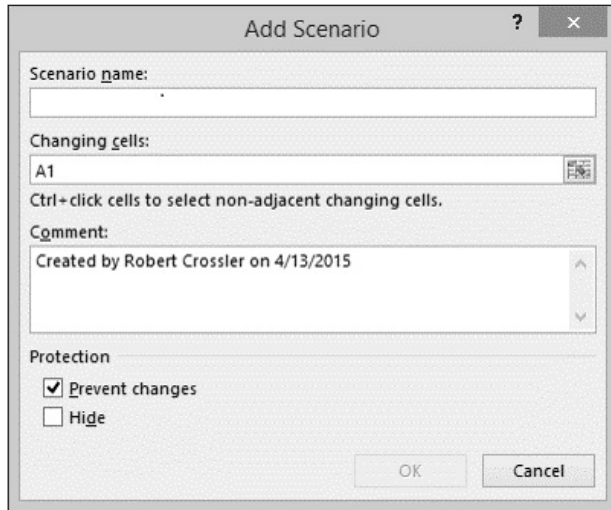 Add Scenario
?
×
Scenario name:
Changing cells:
A1
Ctrl+click cells to select non-adjacent changing cells.
Comment:
Created by Robert Crossler on 4/13/2015
Protection
Prevent changes
Hide
OK Cancel